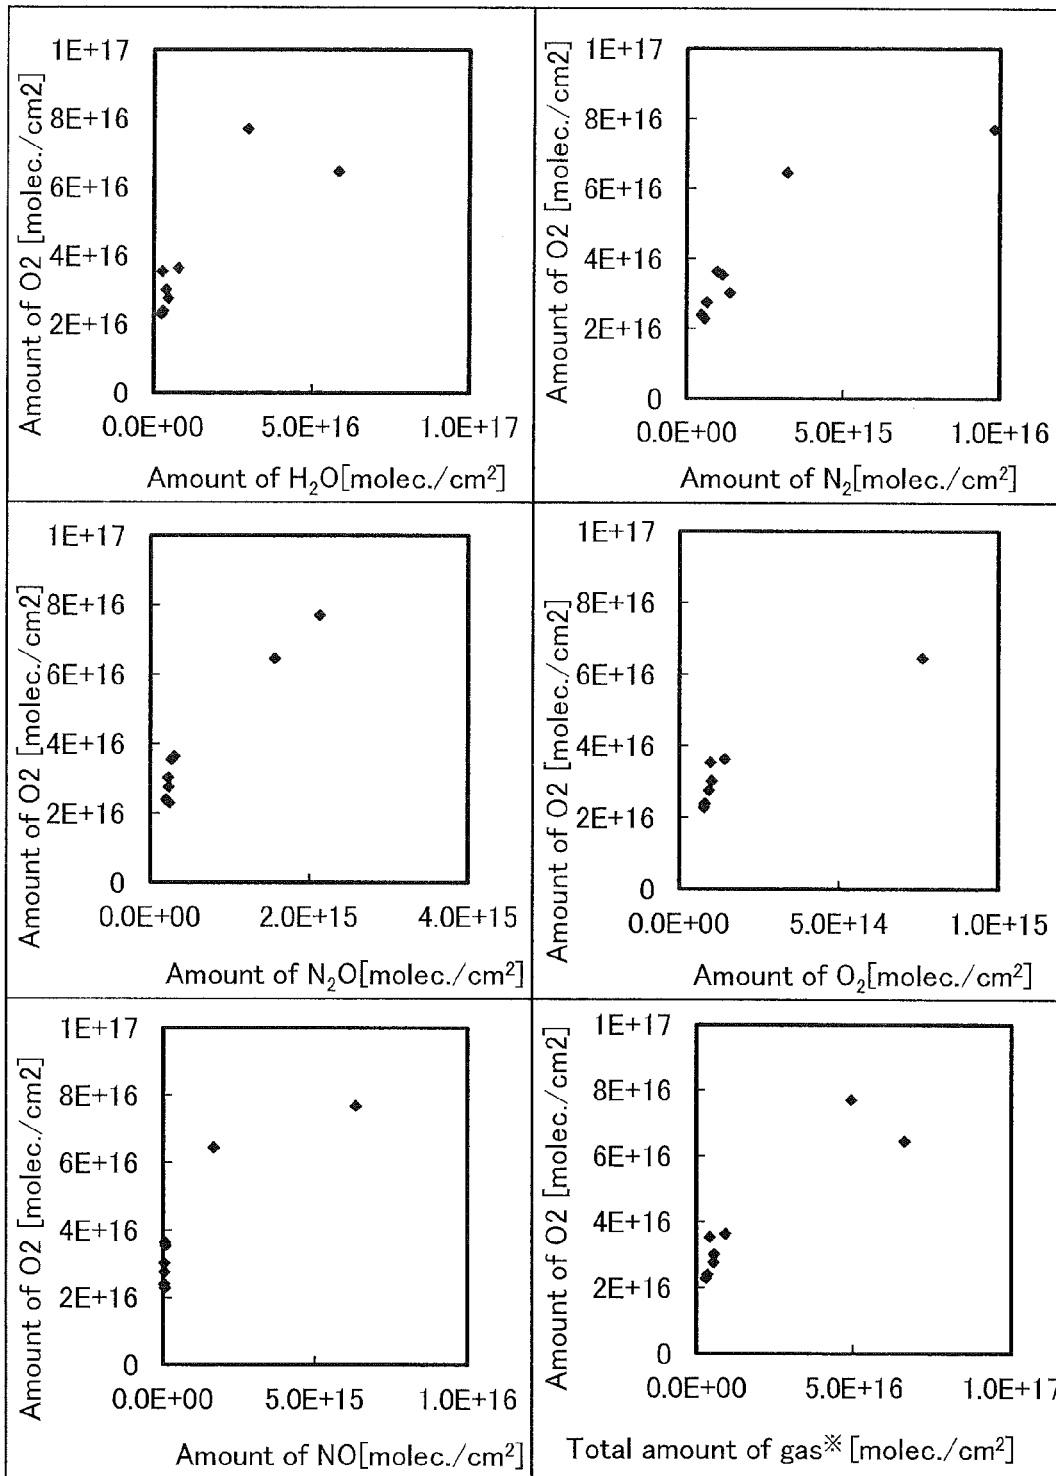 Amount of O2 [molec./cm2]
1E+17
8E+16
6E+16
4E+16
2E+16
0
0.0E+00 5.0E+16 1.0E+17
Amount of H₂O[molec./cm²]
Amount of O2 [molec./cm2]
1E+17
8E+16
6E+16
4E+16
2E+16
0
0.0E+00 5.0E+15 1.0E+16
Amount of N₂[molec./cm²]
Amount of O2 [molec./cm2]
1E+17
8E+16
6E+16
4E+16
2E+16
0
0.0E+00 2.0E+15 4.0E+15
Amount of N₂O[molec./cm²]
Amount of O2 [molec./cm2]
1E+17
8E+16
6E+16
4E+16
2E+16
0
0.0E+00 5.0E+14 1.0E+15
Amount of O₂[molec./cm²]
Amount of O2 [molec./cm2]
1E+17
8E+16
6E+16
4E+16
2E+16
0
0.0E+00 5.0E+15 1.0E+16
Amount of NO[molec./cm²]
Amount of O2 [molec./cm2]
1E+17
8E+16
6E+16
4E+16
2E+16
0
0.0E+00 5.0E+16 1.0E+17
Total amount of gas※ [molec./cm²]